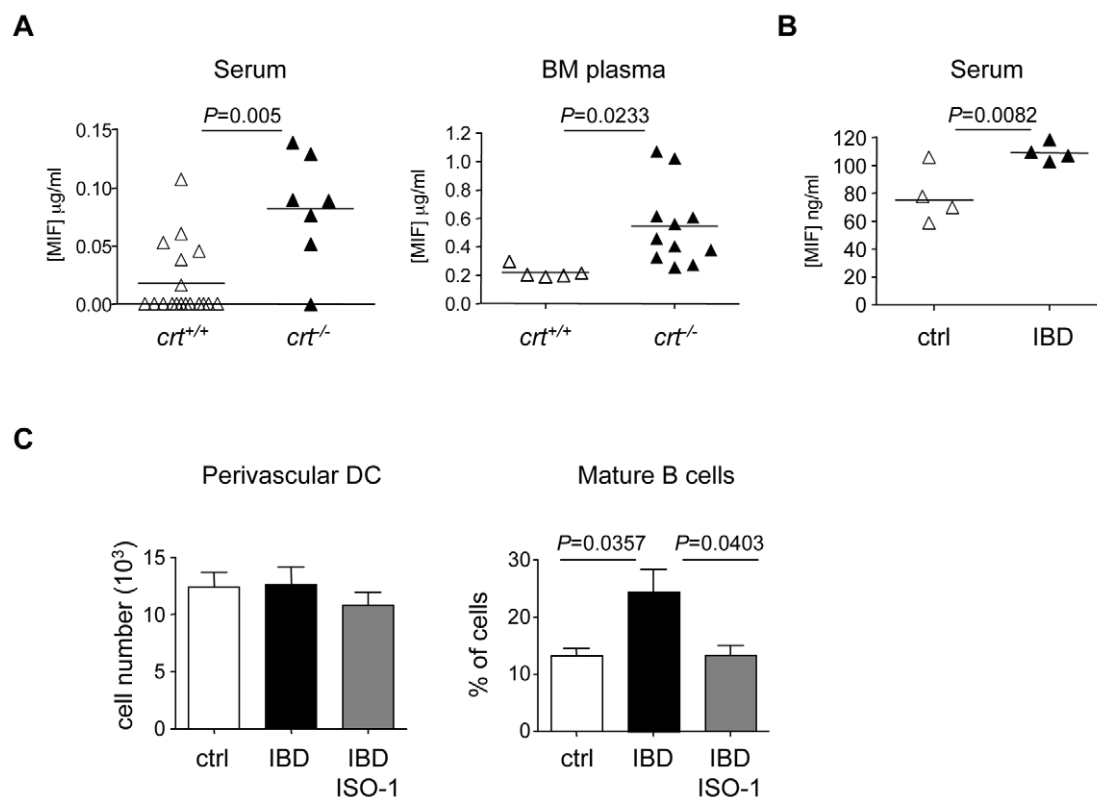 A
B
Serum
BM plasma
Serum
P=0.005
P=0.0233
P=0.0082
[MIF] µg/ml
0.15
0.10
0.05
0.00
crt+/+
crt-/-
[MIF] µg/ml
1.2
1.0
0.8
0.6
0.4
0.2
0.0
crt+/+
crt-/-
[MIF] ng/ml
120
100
80
60
40
20
0
ctrl
IBD
C
Perivascular DC
Mature B cells
cell number (10³)
15
10
5
0
ctrl
IBD
IBD
ISO-1
P=0.0357
P=0.0403
% of cells
30
20
10
0
ctrl
IBD
IBD
ISO-1